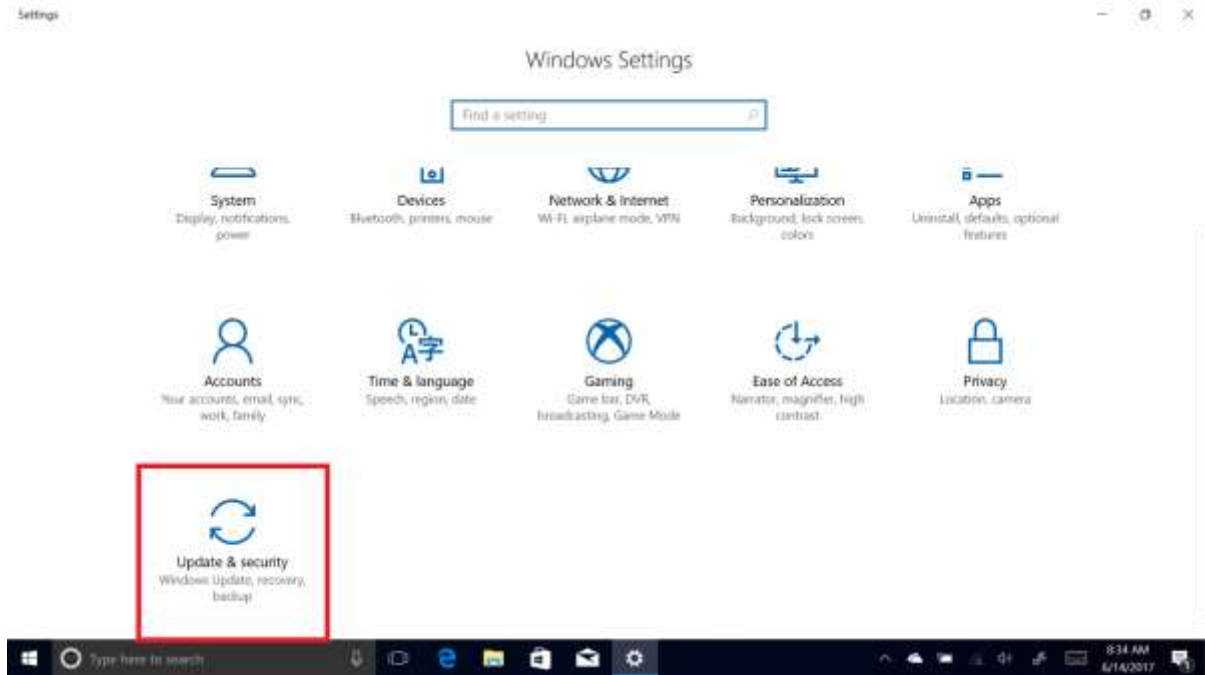 Settings
Windows Settings
Find a setting
System
Display, notifications,
power
Devices
Bluetooth, printers, mouse
Network & Internet
Wi-Fi, airplane mode, VPN
Personalization
Background, lock screen,
colors
Apps
Uninstall, defaults, optional
features
Accounts
Your accounts, email, sync,
work, family
Time & language
Speech, region, date
Gaming
Game bar, DVR,
broadcasting, Game Mode
Ease of Access
Narrator, magnifier, high
contrast
Privacy
Location, camera
Update & security
Windows Update, recovery,
backup
Type here to search
8:34 AM
6/14/2017